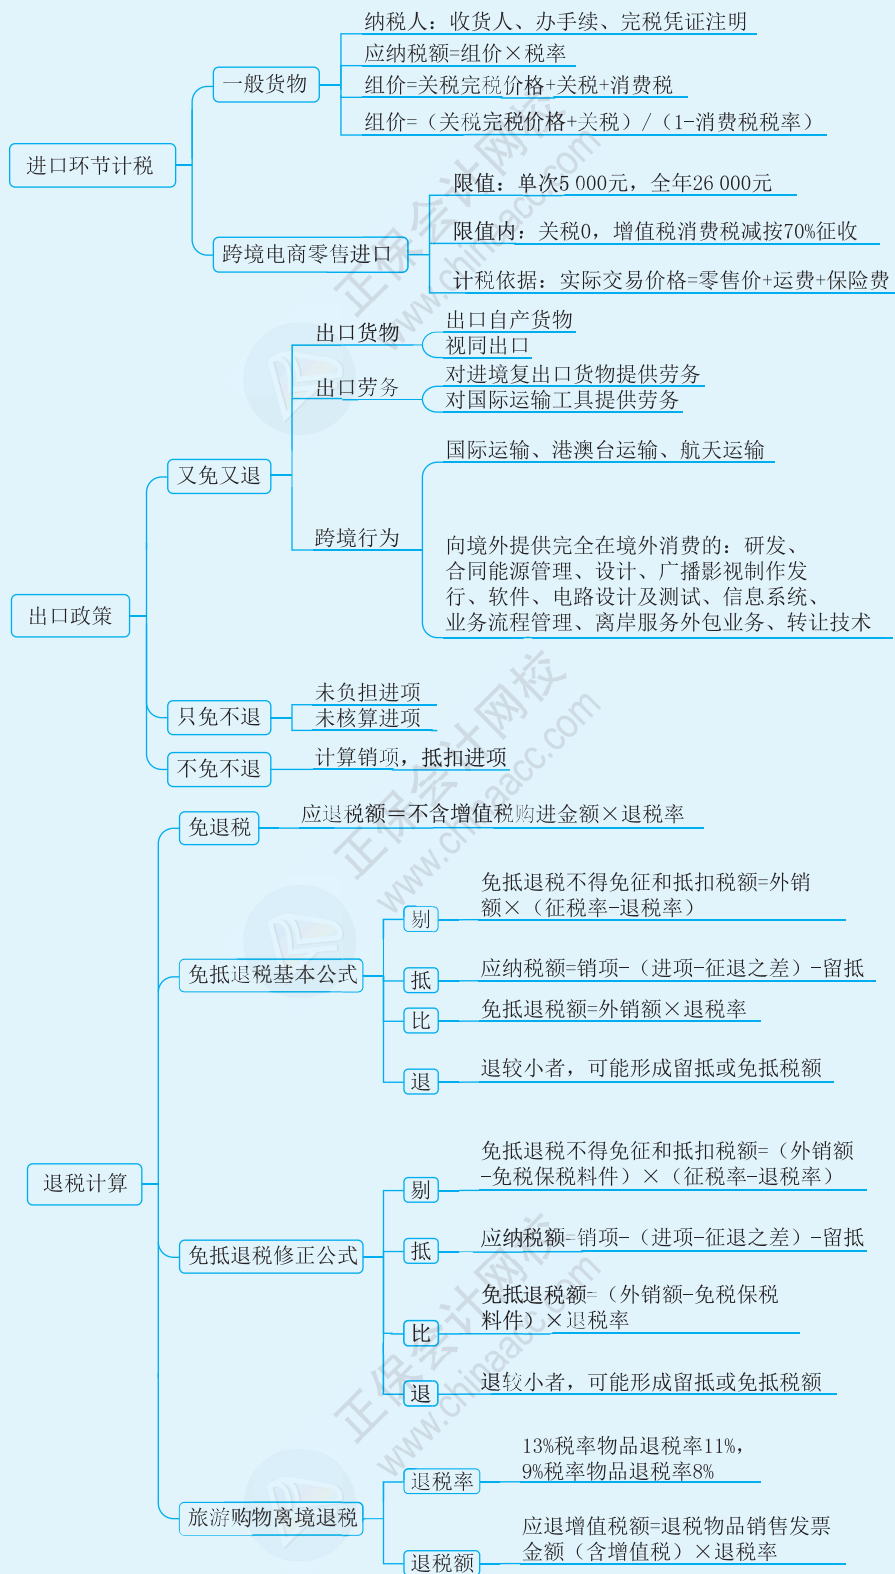 纳税人：收货人、办手续、完税凭证注明
应纳税额=组价×税率
一般货物
组价=关税完税价格+关税+消费税
组价=（关税完税价格+关税）/（1-消费税税率）
进口环节计税
限值：单次5 000元，全年26 000元
限值内：关税0，增值税消费税减按70%征收
跨境电商零售进口
计税依据：实际交易价格=零售价+运费+保险费
出口货物
出口自产货物
视同出口
出口劳务
对进境复出口货物提供劳务
对国际运输工具提供劳务
又免又退
国际运输、港澳台运输、航天运输
跨境行为
向境外提供完全在境外消费的：研发、
合同能源管理、设计、广播影视制作发
行、软件、电路设计及测试、信息系统、
业务流程管理、离岸服务外包业务、转让技术
出口政策
只免不退
未负担进项
未核算进项
不免不退
计算销项，抵扣进项
免退税
应退税额＝不含增值税购进金额×退税率
免抵退税基本公式
剔
免抵退税不得免征和抵扣税额=外销
额×（征税率-退税率）
抵
应纳税额=销项-（进项-征退之差）-留抵
比
免抵退税额=外销额×退税率
退
退较小者，可能形成留抵或免抵税额
退税计算
免抵退税修正公式
剔
免抵退税不得免征和抵扣税额=（外销额
-免税保税料件）×（征税率-退税率）
抵
应纳税额=销项-（进项-征退之差）-留抵
比
免抵退税额=（外销额-免税保税
料件）×退税率
退
退较小者，可能形成留抵或免抵税额
旅游购物离境退税
退税率
13%税率物品退税率11%，
9%税率物品退税率8%
退税额
应退增值税额=退税物品销售发票
金额（含增值税）×退税率
正保会计网校
www.chinaacc.com
正保会计网校
www.chinaacc.com
正保会计网校
www.chinaacc.com